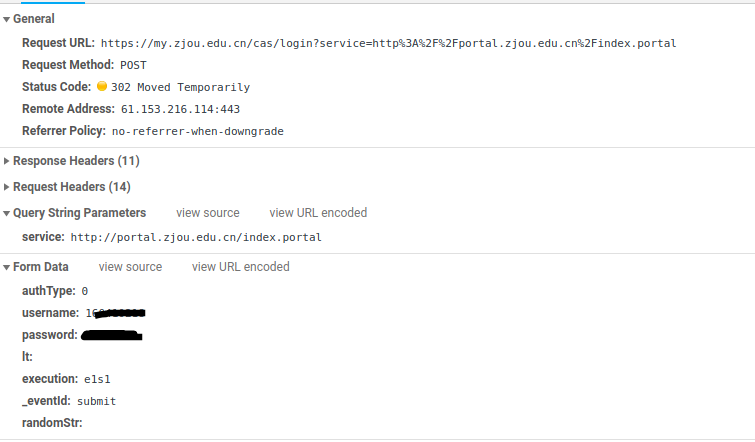 General
Request URL: https://my.zjou.edu.cn/cas/login?service=http%3A%2F%2Fportal.zjou.edu.cn%2Findex.portal
Request Method: POST
Status Code: 302 Moved Temporarily
Remote Address: 61.153.216.114:443
Referrer Policy: no-referrer-when-downgrade
Response Headers (11)
Request Headers (14)
Query String Parameters view source view URL encoded
service: http://portal.zjou.edu.cn/index.portal
Form Data view source view URL encoded
authType: 0
username:
password:
lt:
execution: e1s1
_eventId: submit
randomStr: